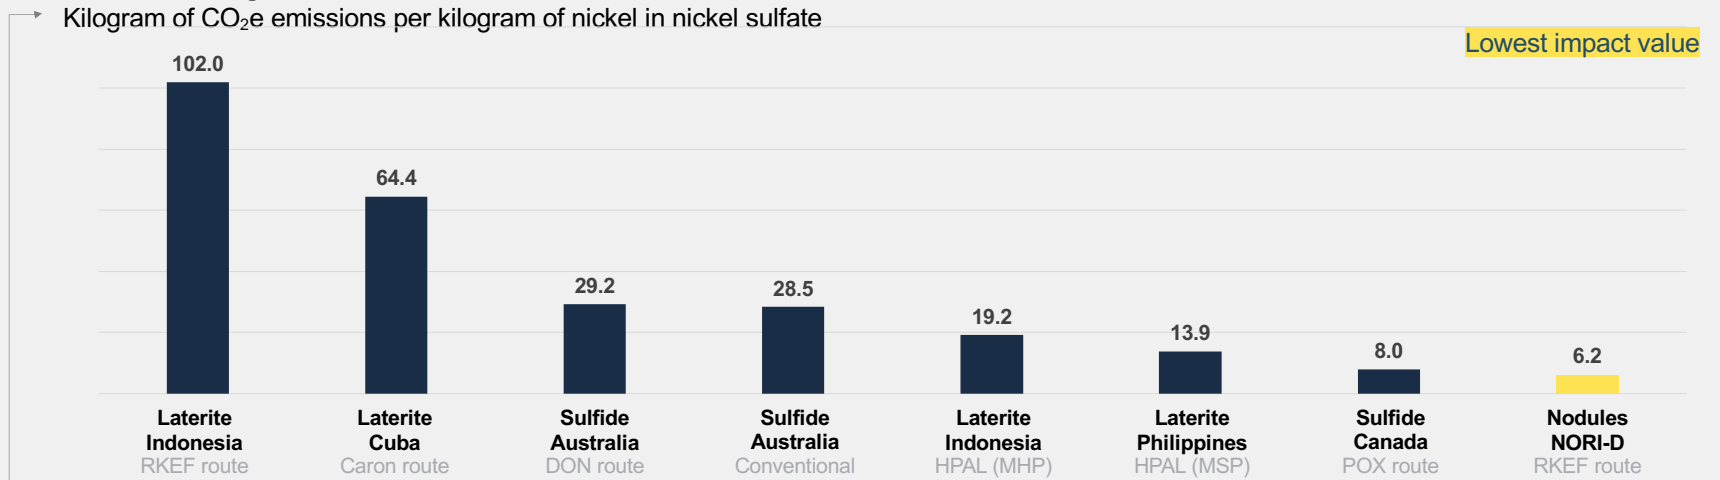 Kilogram of CO₂e emissions per kilogram of nickel in nickel sulfate
Lowest impact value
102.0
64.4
29.2
28.5
19.2
13.9
8.0
6.2
Laterite
Indonesia
RKEF route
Laterite
Cuba
Caron route
Sulfide
Australia
DON route
Sulfide
Australia
Conventional
Laterite
Indonesia
HPAL (MHP)
Laterite
Philippines
HPAL (MSP)
Sulfide
Canada
POX route
Nodules
NORI-D
RKEF route